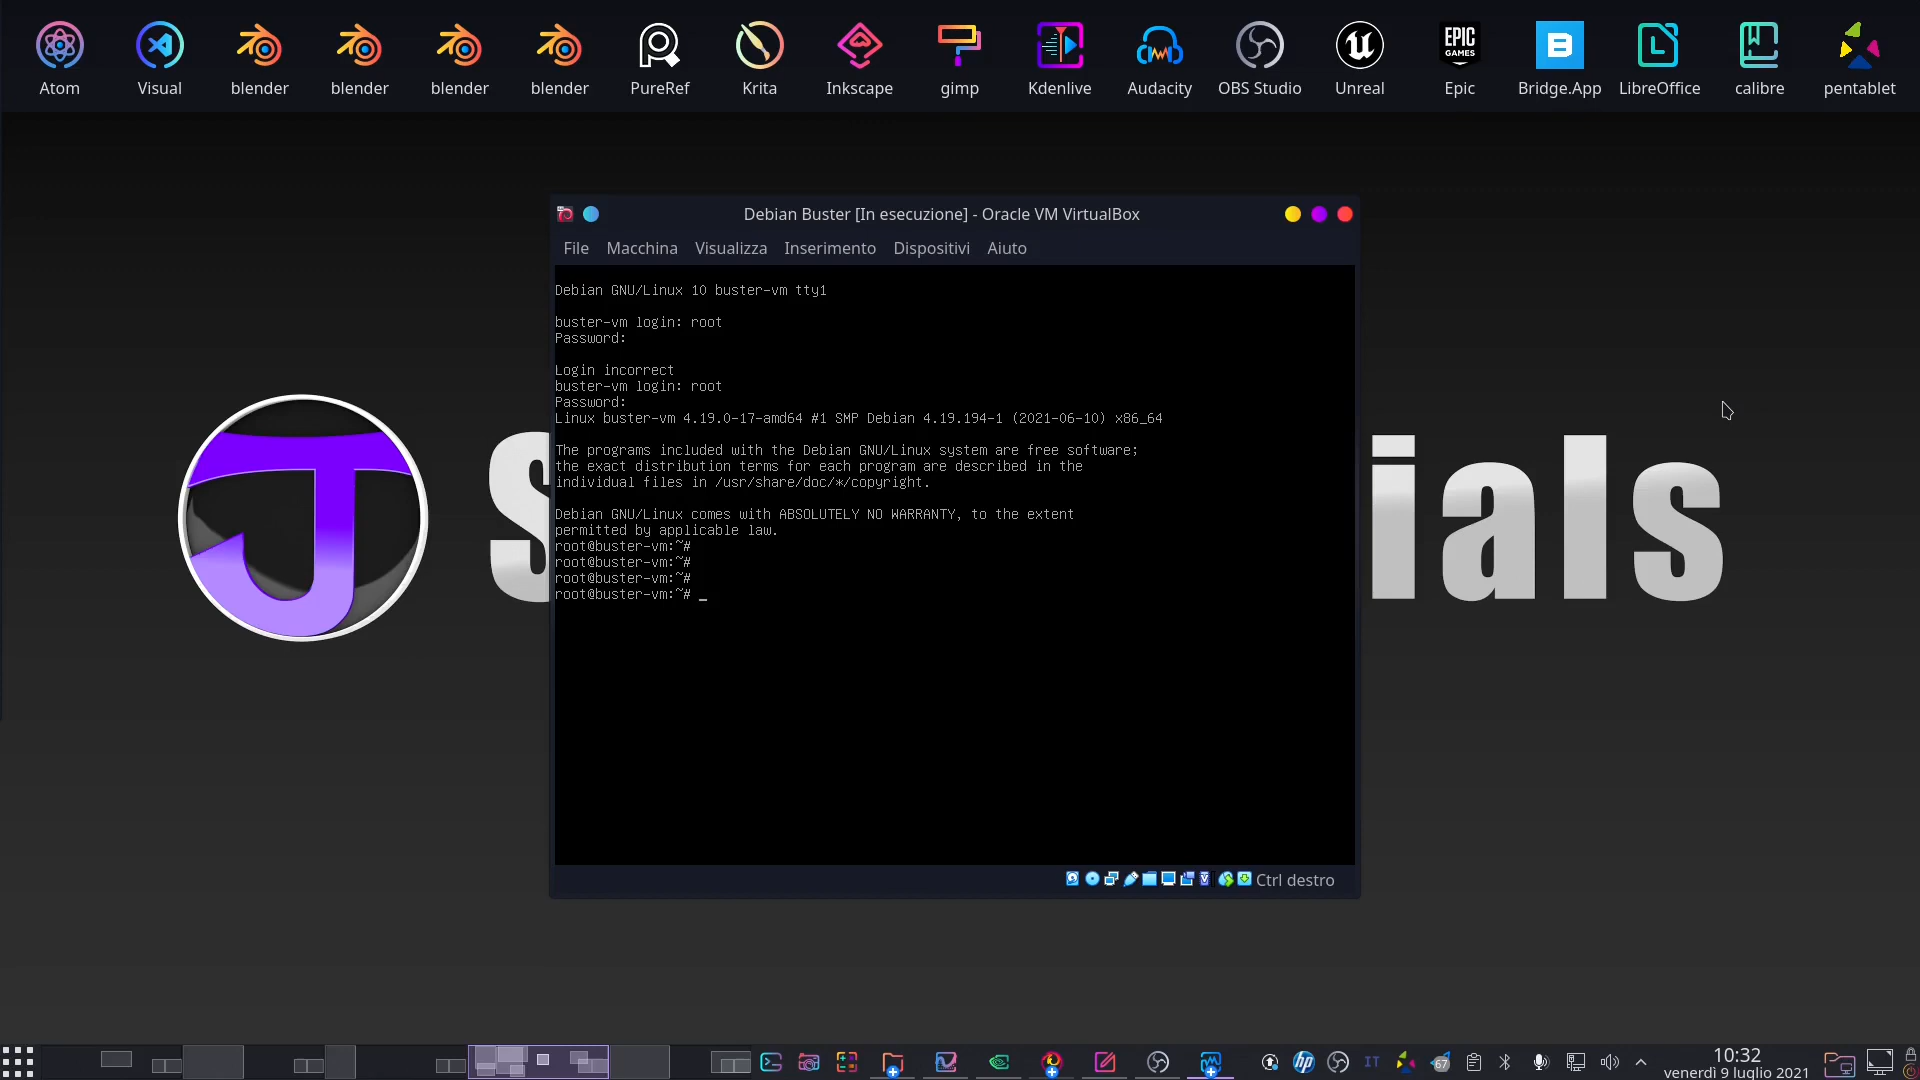 Atom Visual blender blender blender blender PureRef Krita Inkscape gimp Kdenlive Audacity OBS Studio Unreal Epic Bridge.App LibreOffice calibre pentablet
EPIC
GAMES
Debian Buster [In esecuzione] - Oracle VM VirtualBox
File Macchina Visualizza Inserimento Dispositivi Aiuto
Debian GNU/Linux 10 buster-vm tty1
buster-vm login: root
Password:
Login incorrect
buster-vm login: root
Password:
Linux buster-vm 4.19.0-17-amd64 #1 SMP Debian 4.19.194-1 (2021-06-10) x86_64
The programs included with the Debian GNU/Linux system are free software;
the exact distribution terms for each program are described in the
individual files in /usr/share/doc/*/copyright.
Debian GNU/Linux comes with ABSOLUTELY NO WARRANTY, to the extent
permitted by applicable law.
root@buster-vm:~#
root@buster-vm:~#
root@buster-vm:~#
root@buster-vm:~# _
J S ials
Ctrl destro
hp IT 67 10:32
venerdì 9 luglio 2021